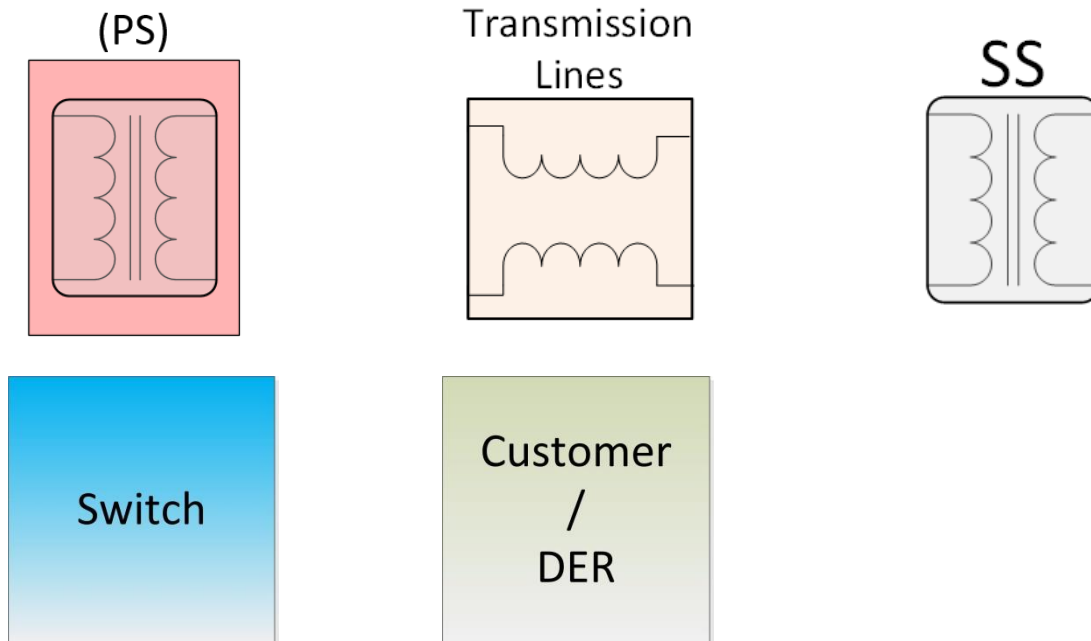 (PS)
Transmission
Lines
SS
Switch
Customer
/
DER